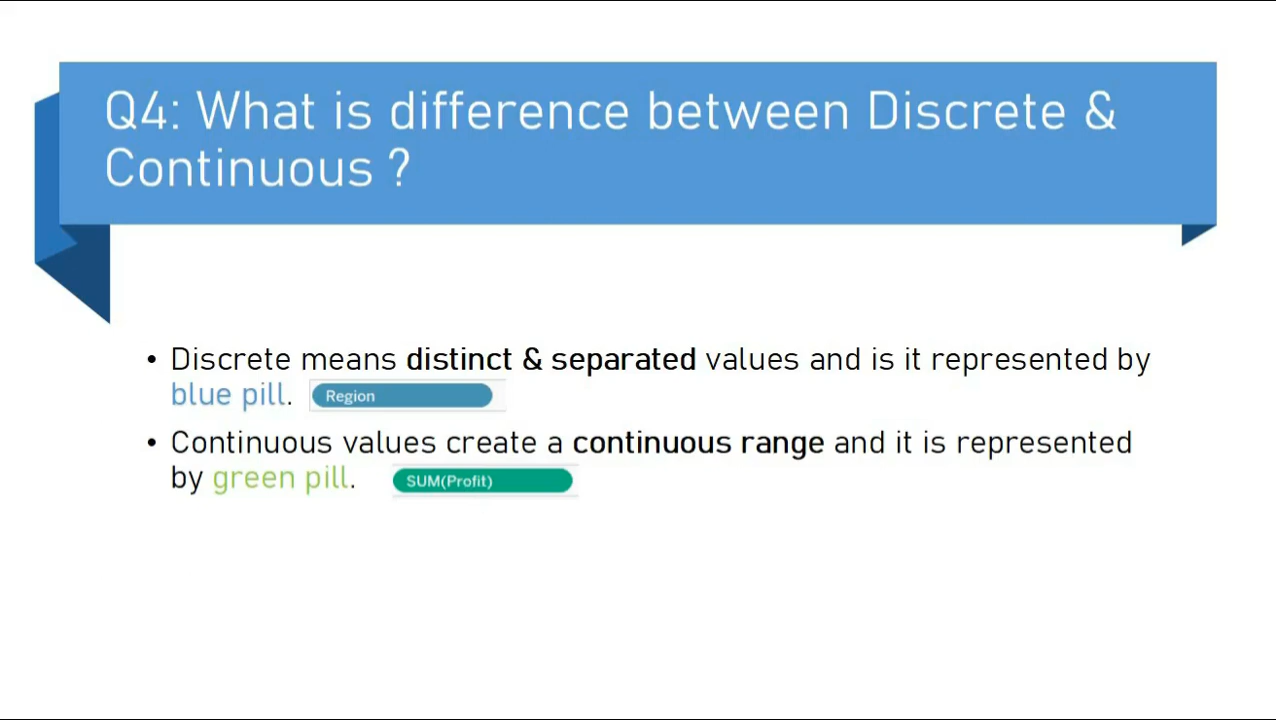 Q4: What is difference between Discrete &
Continuous ?
• Discrete means distinct & separated values and is it represented by
blue pill. Region
• Continuous values create a continuous range and it is represented
by green pill. SUM(Profit)